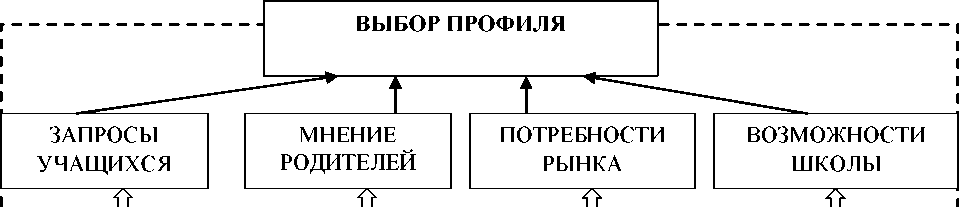 ВЫБОР ПРОФИЛЯ
ЗАПРОСЫ
УЧАЩИХСЯ
МНЕНИЕ
РОДИТЕЛЕЙ
ПОТРЕБНОСТИ
РЫНКА
ВОЗМОЖНОСТИ
ШКОЛЫ